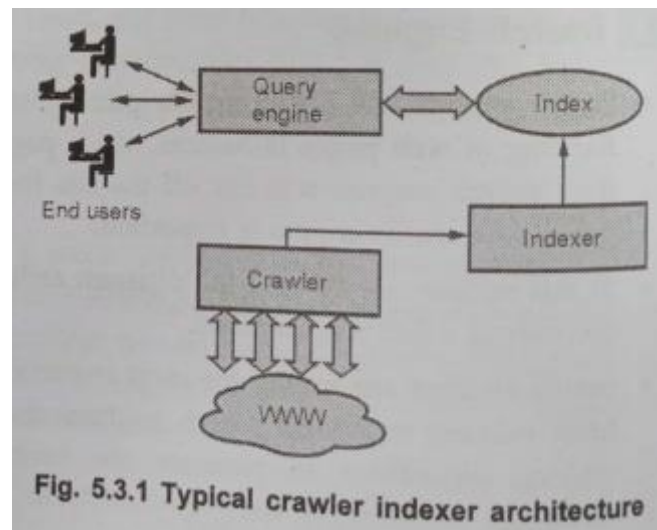 Query
engine
Index
End users
Indexer
Crawler
WWW
Fig. 5.3.1 Typical crawler indexer architecture